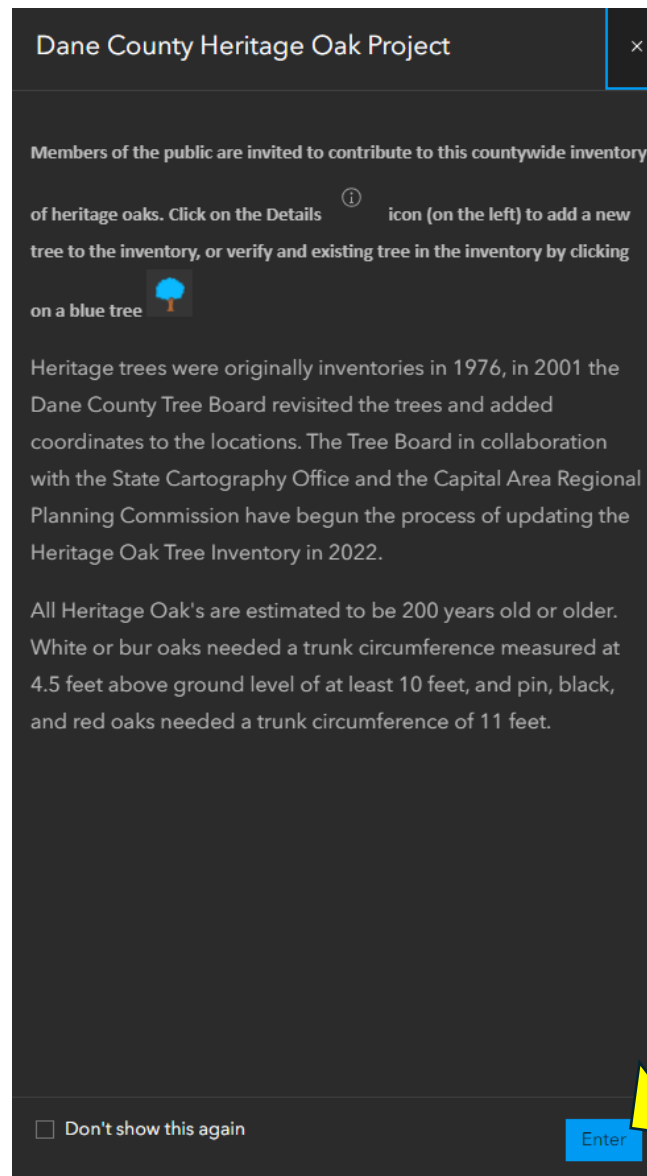 Dane County Heritage Oak Project
Members of the public are invited to contribute to this countywide inventory
of heritage oaks. Click on the Details icon (on the left) to add a new
tree to the inventory, or verify and existing tree in the inventory by clicking
on a blue tree
Heritage trees were originally inventories in 1976, in 2001 the
Dane County Tree Board revisited the trees and added
coordinates to the locations. The Tree Board in collaboration
with the State Cartography Office and the Capital Area Regional
Planning Commission have begun the process of updating the
Heritage Oak Tree Inventory in 2022.
All Heritage Oak's are estimated to be 200 years old or older.
White or bur oaks needed a trunk circumference measured at
4.5 feet above ground level of at least 10 feet, and pin, black,
and red oaks needed a trunk circumference of 11 feet.
Don't show this again
Enter